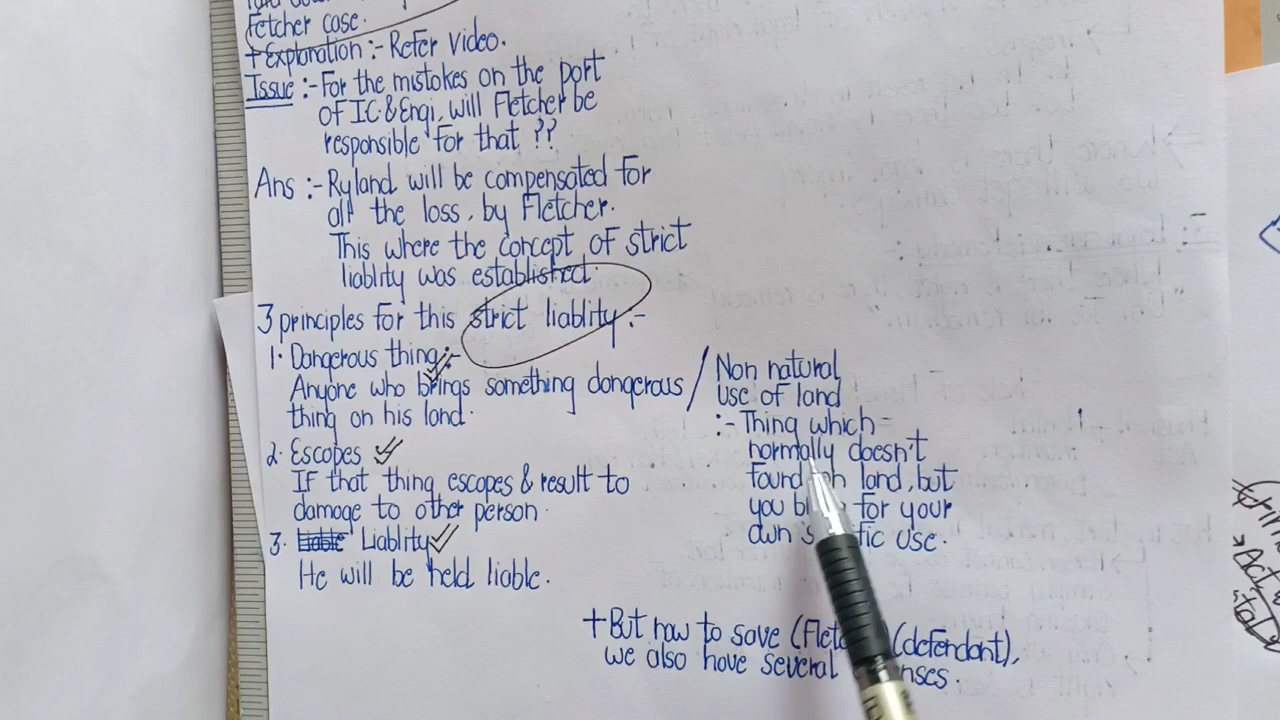 Fetcher case.
+ Explanation :- Refer video.
Issue :- For the mistakes on the port
of IC & Engi, will Fletcher be
responsible for that ??
Ans :- Ryland will be compensated for
all the loss, by Fletcher.
This where the concept of strict
liablity was established.
3 principles for this strict liablity :-
1. Dangerous thing :-
Anyone who brings something dangerous
thing on his land.
/ Non natural
use of land
:- Thing which
normally doesn't
found on land, but
you for your
own use.
2. Escapes
If that thing escapes & result to
damage to other person.
3. Liablity
He will be held liable.
+ But how to save (defendant),
we also have several